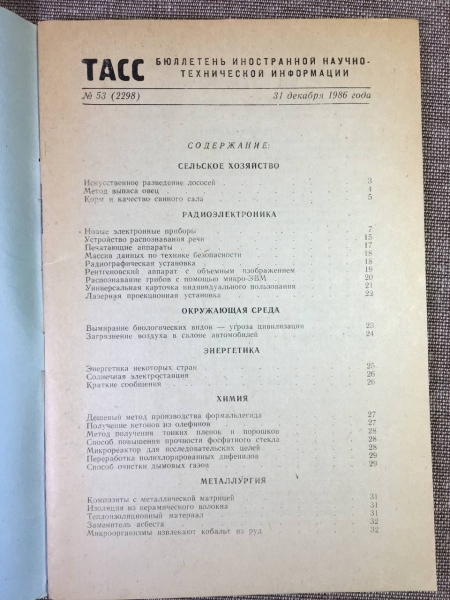 ТАСС БЮЛЛЕТЕНЬ ИНОСТРАННОЙ НАУЧНО-
ТЕХНИЧЕСКОЙ ИНФОРМАЦИИ
№ 53 (2298) 31 декабря 1986 года
СОДЕРЖАНИЕ:
СЕЛЬСКОЕ ХОЗЯЙСТВО
Искусственное разведение лососей 3
Метод выпаса овец 4
Корм и качество свиного сала 5
РАДИОЭЛЕКТРОНИКА
Новые электронные приборы 7
Устройство распознавания речи 15
Печатающие аппараты 17
Массив данных по технике безопасности 18
Радиографическая установка 18
Рентгеновский аппарат с объемным изображением 19
Распознавание грибов с помощью микро-ЭВМ 20
Универсальная карточка индивидуального пользования 21
Лазерная проекционная установка 22
ОКРУЖАЮЩАЯ СРЕДА
Вымирание биологических видов — угроза цивилизации 23
Загрязнение воздуха в салоне автомобилей 24
ЭНЕРГЕТИКА
Энергетика некоторых стран 25
Солнечная электростанция 26
Краткие сообщения 26
ХИМИЯ
Дешевый метод производства формальдегида 27
Получение кетонов из олефинов 27
Метод получения тонких пленок и порошков 28
Способ повышения прочности фосфатного стекла 28
Микрореактор для исследовательских целей 28
Переработка полихлорированных дифенилов 29
Способ очистки дымовых газов 29
МЕТАЛЛУРГИЯ
Композиты с металлической матрицей 31
Изоляция из керамического волокна 31
Теплоизоляционный материал 31
Заменитель асбеста 32
Микроорганизмы извлекают кобальт из руд 32